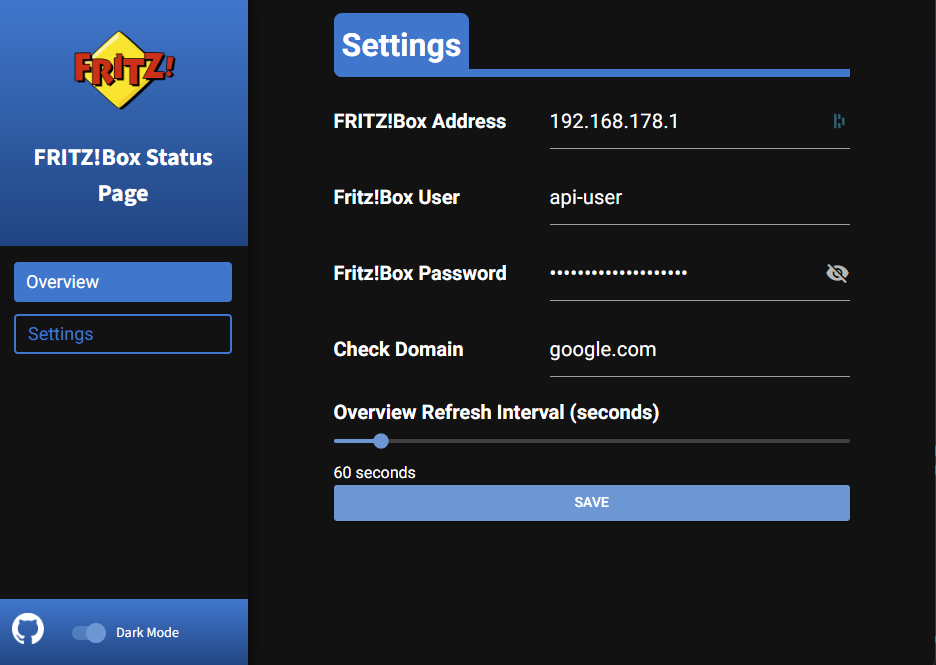 FRITZ!
FRITZ!Box Status
Page
Overview
Settings
Dark Mode
Settings
FRITZ!Box Address
192.168.178.1
Fritz!Box User
api-user
Fritz!Box Password
••••••••••••••••••••
Check Domain
google.com
Overview Refresh Interval (seconds)
60 seconds
SAVE